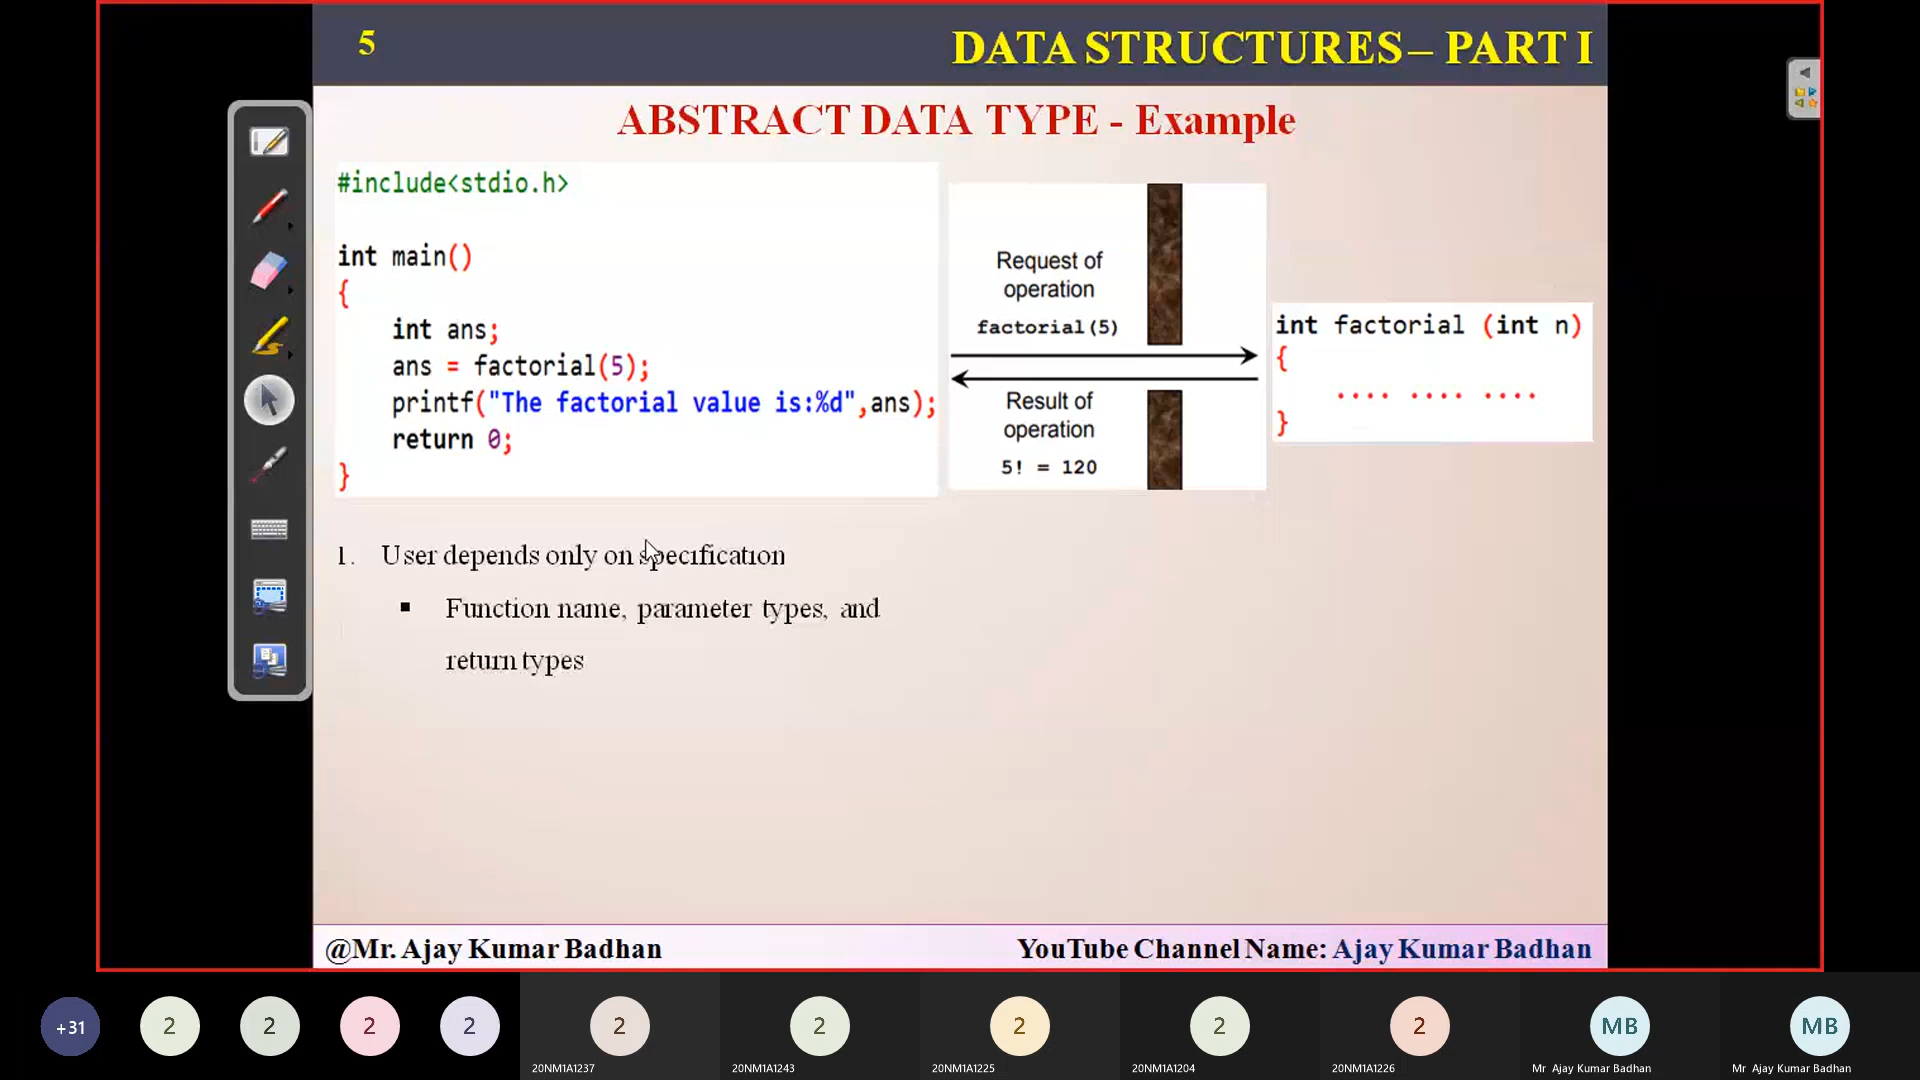 5
DATA STRUCTURES – PART I
ABSTRACT DATA TYPE - Example
#include<stdio.h>
int main()
{
int ans;
ans = factorial(5);
printf("The factorial value is:%d",ans);
return 0;
}
Request of
operation
factorial(5)
Result of
operation
5! = 120
int factorial (int n)
{
.... .... ....
}
1. User depends only on specification
▪ Function name, parameter types, and
return types
@Mr. Ajay Kumar Badhan
YouTube Channel Name: Ajay Kumar Badhan
+31
2
2
2
2
2
2
2
2
2
MB
MB
20NM1A1237
20NM1A1243
20NM1A1225
20NM1A1204
20NM1A1226
Mr Ajay Kumar Badhan
Mr Ajay Kumar Badhan